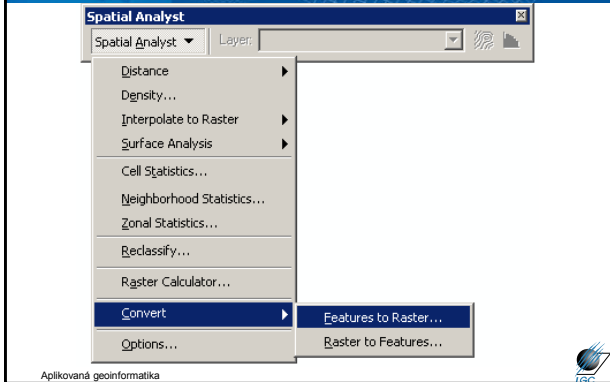 Spatial Analyst
Spatial Analyst
Layer:
Distance
Density...
Interpolate to Raster
Surface Analysis
Cell Statistics...
Neighborhood Statistics...
Zonal Statistics...
Reclassify...
Raster Calculator...
Convert
Features to Raster...
Raster to Features...
Options...
Aplikovaná geoinformatika
LGC